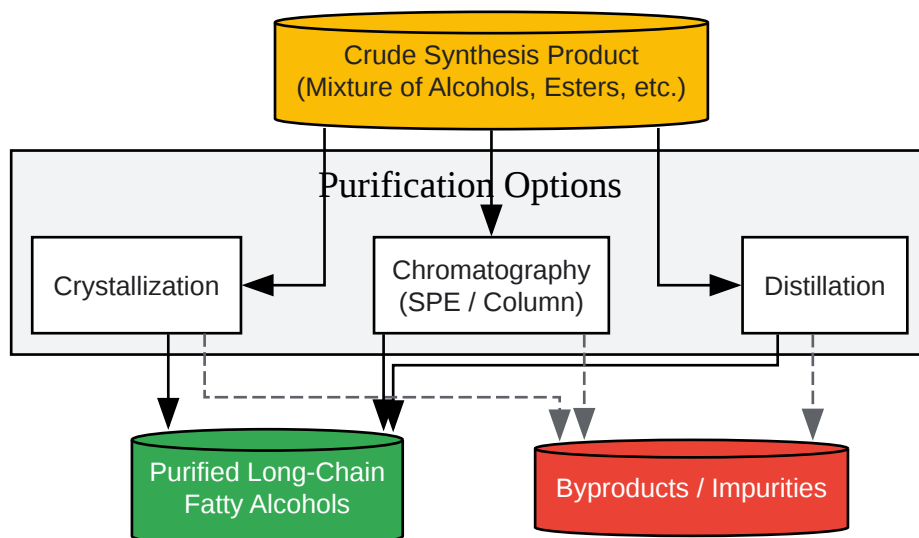 Crude Synthesis Product
(Mixture of Alcohols, Esters, etc.)
Purification Options
Crystallization
Chromatography
(SPE / Column)
Distillation
Purified Long-Chain
Fatty Alcohols
Byproducts / Impurities